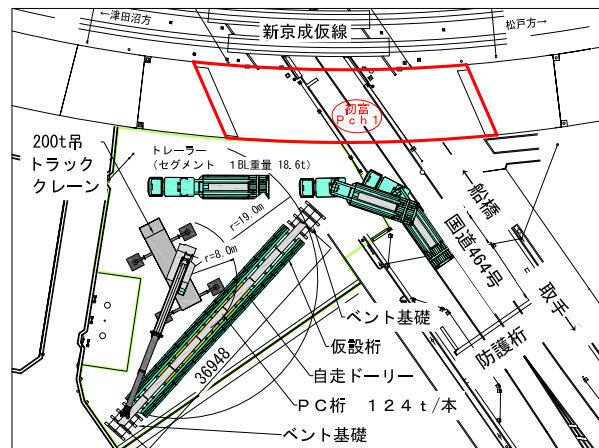 ←津田沼方
松戸方→
新京成仮線
初富
Pch1
200t吊
トラック
クレーン
トレーラー
(セグメント 1BL重量 18.6t)
r=19.0m
r=8.0m
←船橋
国道464号
取手→
防護桁
ベント基礎
仮設桁
自走ドーリー
PC桁 124t/本
ベント基礎
36948